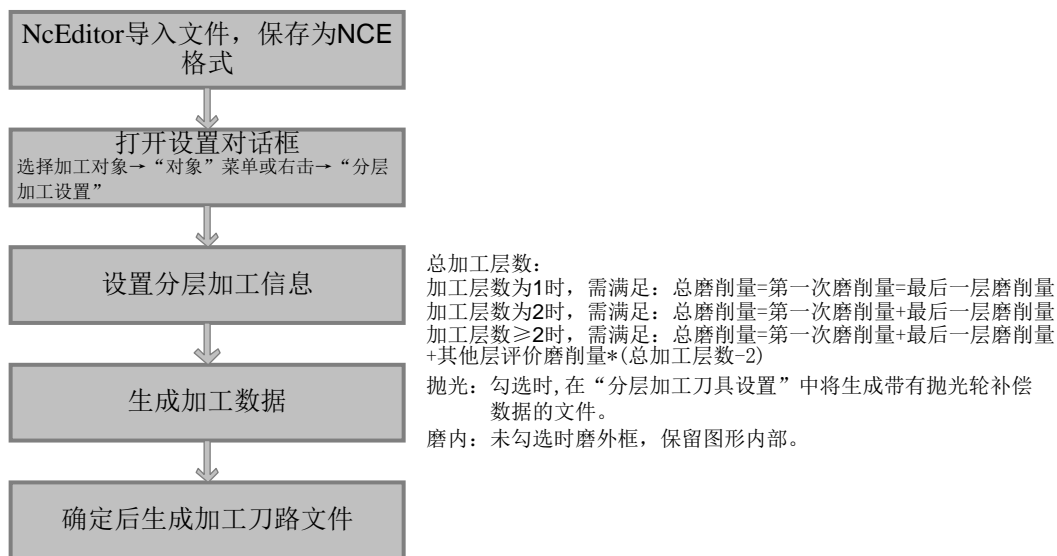 NcEditor导入文件，保存为NCE
格式
打开设置对话框
选择加工对象→“对象”菜单或右击→“分层
加工设置”
设置分层加工信息
总加工层数：
加工层数为1时，需满足：总磨削量=第一次磨削量=最后一层磨削量
加工层数为2时，需满足：总磨削量=第一次磨削量+最后一层磨削量
加工层数≥2时，需满足：总磨削量=第一次磨削量+最后一层磨削量
+其他层评价磨削量*(总加工层数-2)
抛光：勾选时,在“分层加工刀具设置”中将生成带有抛光轮补偿
数据的文件。
磨内：未勾选时磨外框，保留图形内部。
生成加工数据
确定后生成加工刀路文件